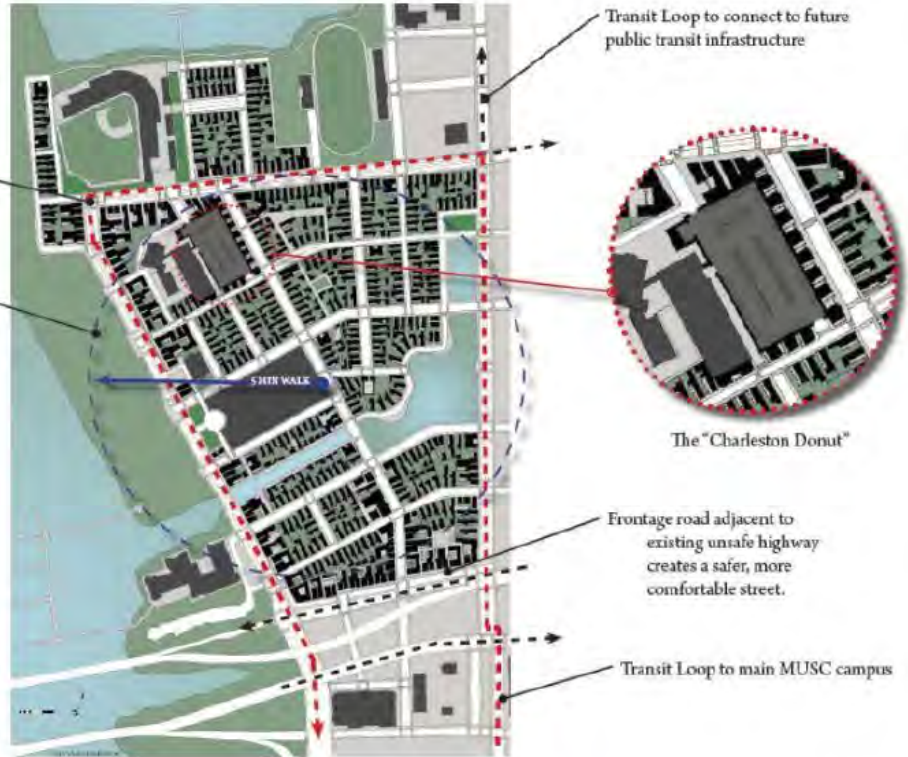 Transit Loop to connect to future
public transit infrastructure
5 MIN WALK
The "Charleston Donut"
Frontage road adjacent to
existing unsafe highway
creates a safer, more
comfortable street.
Transit Loop to main MUSC campus